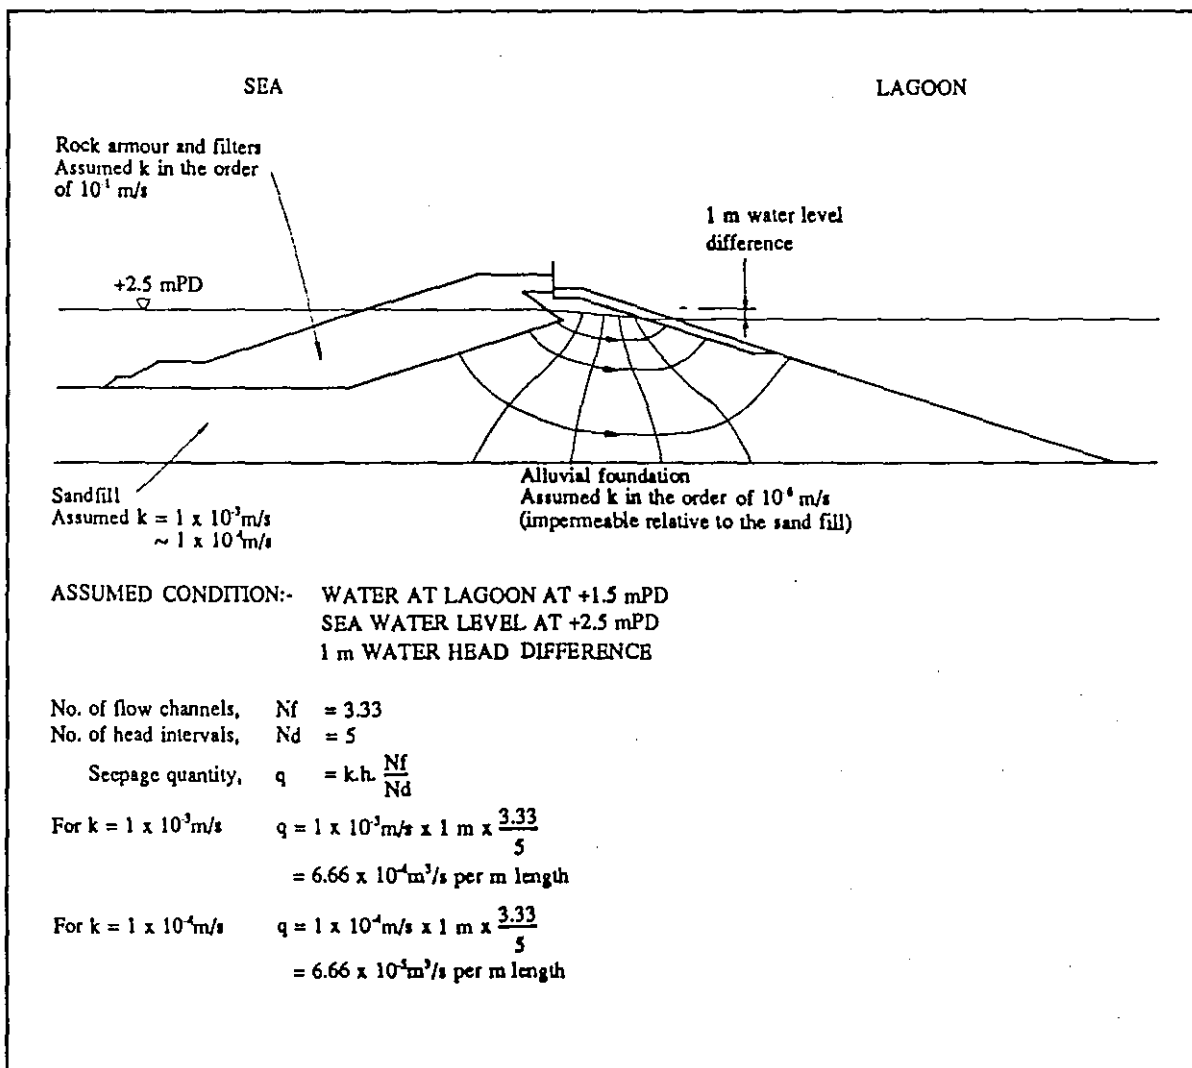 SEA
LAGOON
Rock armour and filters
Assumed k in the order
of 10⁻¹ m/s
1 m water level
difference
+2.5 mPD
Sandfill
Assumed k = 1 x 10⁻³m/s
~ 1 x 10⁻⁴m/s
Alluvial foundation
Assumed k in the order of 10⁻⁶ m/s
(impermeable relative to the sand fill)
ASSUMED CONDITION:- WATER AT LAGOON AT +1.5 mPD
SEA WATER LEVEL AT +2.5 mPD
1 m WATER HEAD DIFFERENCE
No. of flow channels, Nf = 3.33
No. of head intervals, Nd = 5
Seepage quantity, q = k.h. Nf/Nd
For k = 1 x 10⁻³m/s q = 1 x 10⁻³m/s x 1 m x 3.33/5
= 6.66 x 10⁻⁴m³/s per m length
For k = 1 x 10⁻⁴m/s q = 1 x 10⁻⁴m/s x 1 m x 3.33/5
= 6.66 x 10⁻⁵m³/s per m length